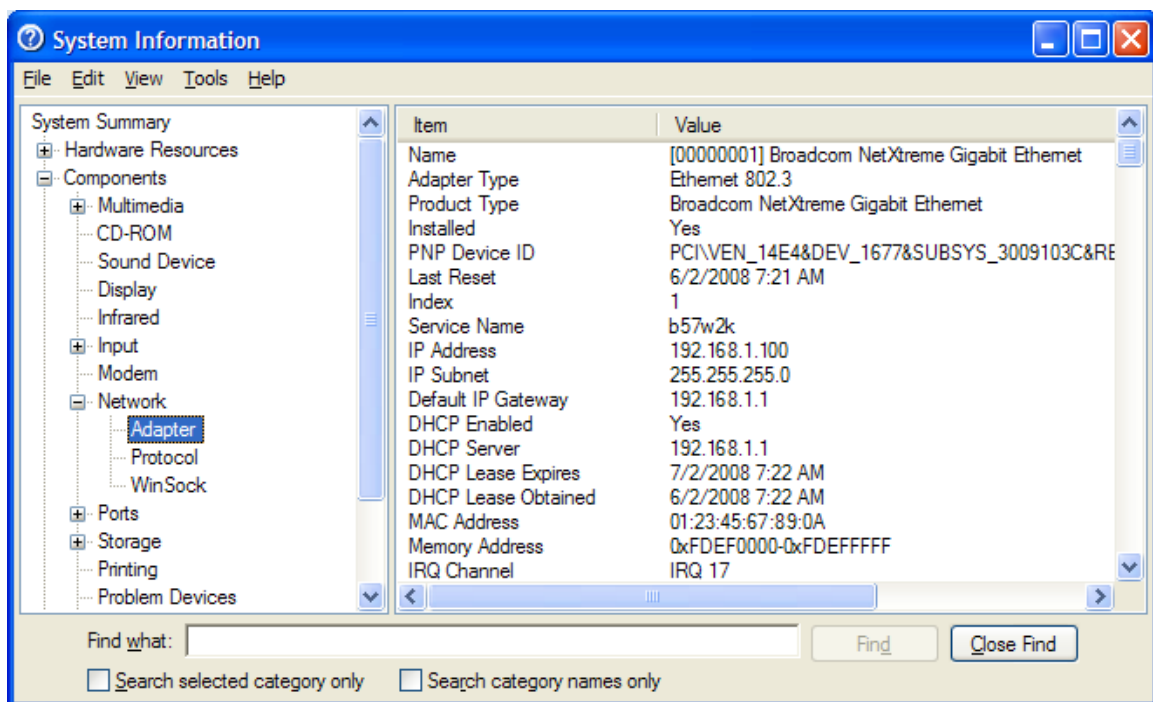 System Information
File Edit View Tools Help
System Summary
Hardware Resources
Components
Multimedia
CD-ROM
Sound Device
Display
Infrared
Input
Modem
Network
Adapter
Protocol
WinSock
Ports
Storage
Printing
Problem Devices
Item Value
Name [00000001] Broadcom NetXtreme Gigabit Ethernet
Adapter Type Ethernet 802.3
Product Type Broadcom NetXtreme Gigabit Ethernet
Installed Yes
PNP Device ID PCI\VEN_14E4&DEV_1677&SUBSYS_3009103C&RE
Last Reset 6/2/2008 7:21 AM
Index 1
Service Name b57w2k
IP Address 192.168.1.100
IP Subnet 255.255.255.0
Default IP Gateway 192.168.1.1
DHCP Enabled Yes
DHCP Server 192.168.1.1
DHCP Lease Expires 7/2/2008 7:22 AM
DHCP Lease Obtained 6/2/2008 7:22 AM
MAC Address 01:23:45:67:89:0A
Memory Address 0xFDEF0000-0xFDEFFFFF
IRQ Channel IRQ 17
Find what: Find Close Find
Search selected category only Search category names only